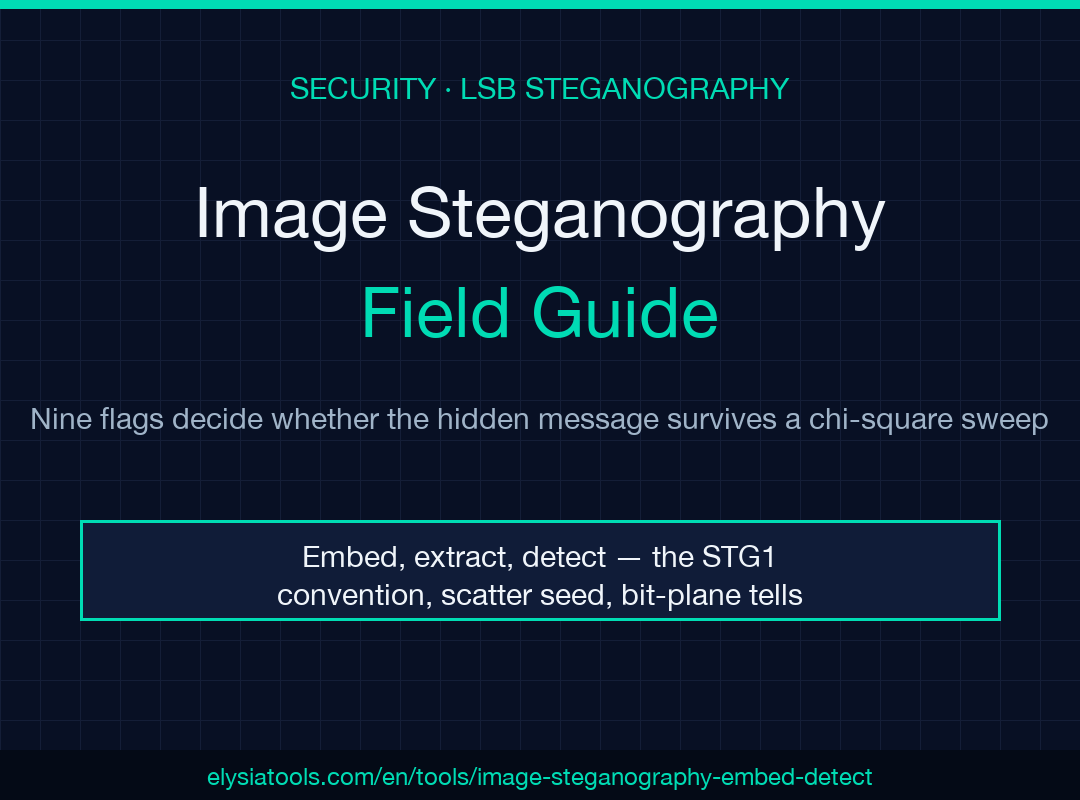 SECURITY · LSB STEGANOGRAPHY
Image Steganography
Field Guide
Nine flags decide whether the hidden message survives a chi-square sweep
Embed, extract, detect — the STG1
convention, scatter seed, bit-plane tells
elysiatools.com/en/tools/image-steganography-embed-detect